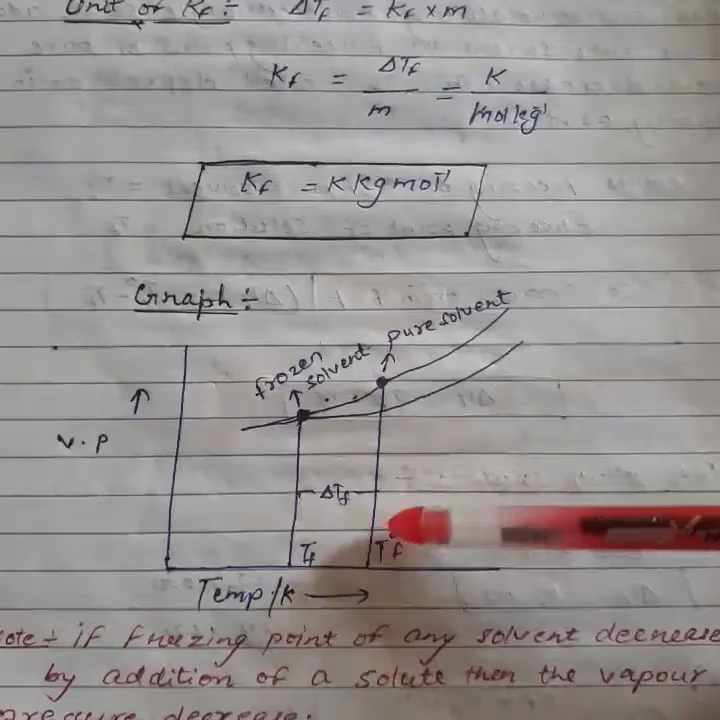 Unit of Kf ÷ ΔTf = Kf × m
Kf = ΔTf / m = K / mol kg⁻¹
Kf = K Kg mol⁻¹
Graph ÷
frozen solvent
pure solvent
↑ V.P
ΔTf
Tf Tf
Temp/K →
Note ÷ if freezing point of any solvent decrease
by addition of a solute then the vapour
pressure decrease.